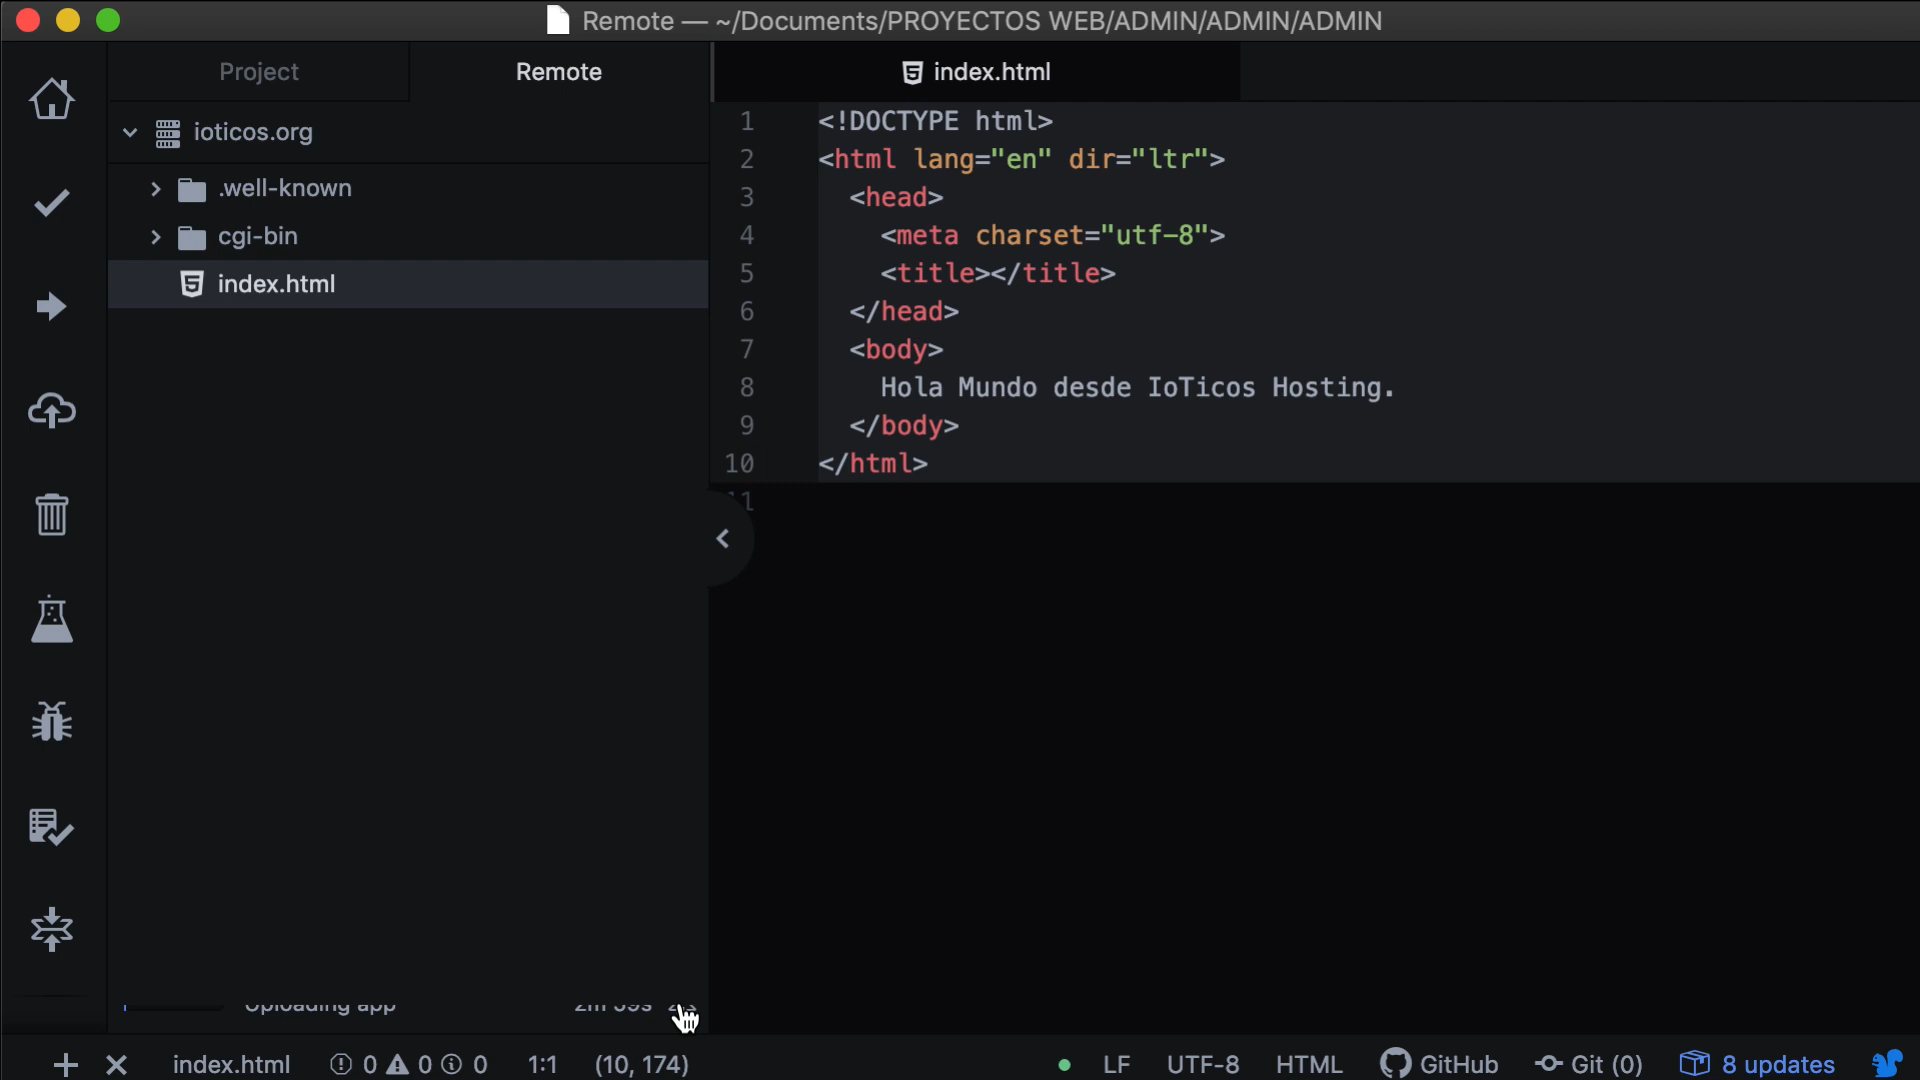 Remote — ~/Documents/PROYECTOS WEB/ADMIN/ADMIN/ADMIN
Project
Remote
index.html
ioticos.org
.well-known
cgi-bin
index.html
1 <!DOCTYPE html>
2 <html lang="en" dir="ltr">
3 <head>
4 <meta charset="utf-8">
5 <title></title>
6 </head>
7 <body>
8 Hola Mundo desde IoTicos Hosting.
9 </body>
10 </html>
11
Uploading app
index.html 0 0 0 1:1 (10, 174) LF UTF-8 HTML GitHub Git (0) 8 updates